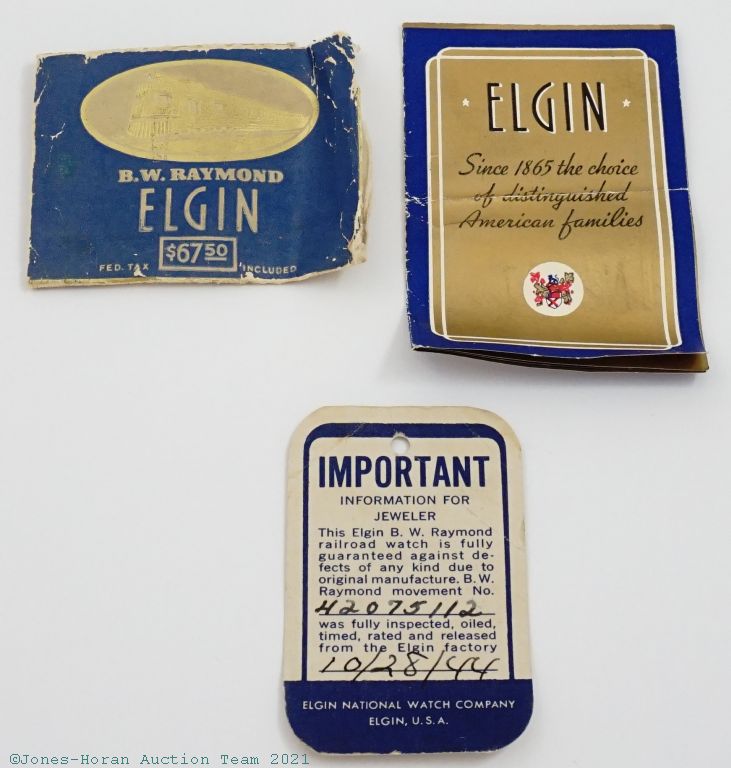 B.W. RAYMOND
ELGIN
$67.50
FED. TAX INCLUDED
ELGIN
Since 1865 the choice
of distinguished
American families
IMPORTANT
INFORMATION FOR
JEWELER
This Elgin B. W. Raymond
railroad watch is fully
guaranteed against de-
fects of any kind due to
original manufacture. B.W.
Raymond movement No.
42075112
was fully inspected, oiled,
timed, rated and released
from the Elgin factory
10/28/44
ELGIN NATIONAL WATCH COMPANY
ELGIN, U.S.A.
©Jones-Horan Auction Team 2021